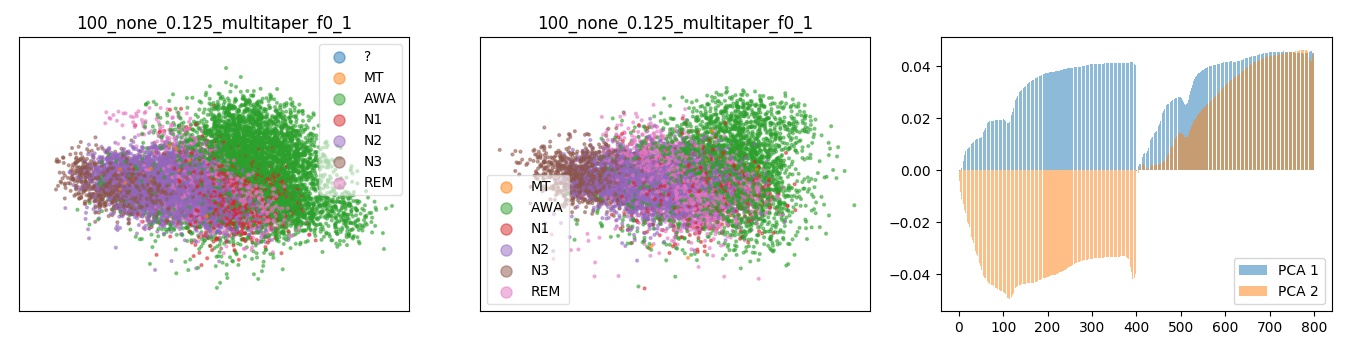 100_none_0.125_multitaper_f0_1
?
MT
AWA
N1
N2
N3
REM
100_none_0.125_multitaper_f0_1
MT
AWA
N1
N2
N3
REM
0.04
0.02
0.00
−0.02
−0.04
PCA 1
PCA 2
0 100 200 300 400 500 600 700 800